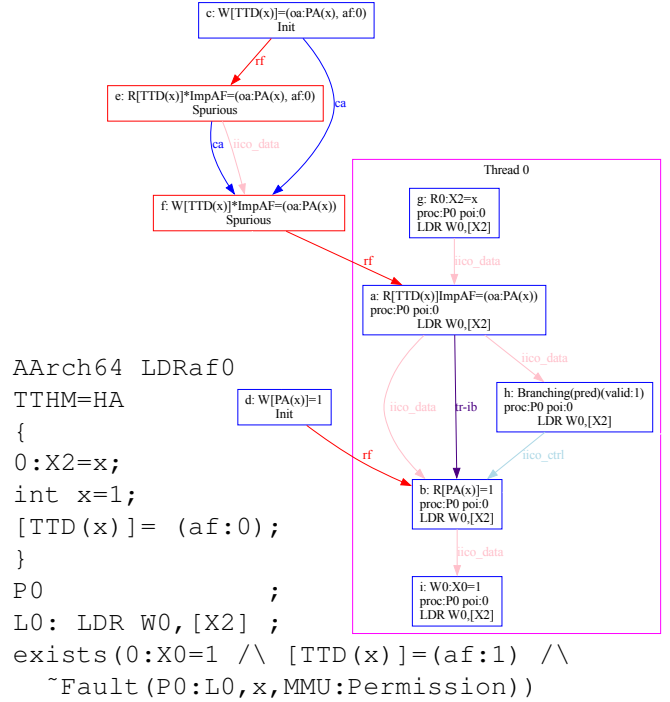 c: W[TTD(x)]=(oa:PA(x), af:0)
Init
rf
ca
e: R[TTD(x)]*ImpAF=(oa:PA(x), af:0)
Spurious
ca
iico_data
f: W[TTD(x)]*ImpAF=(oa:PA(x))
Spurious
rf
Thread 0
g: R0:X2=x
proc:P0 poi:0
LDR W0,[X2]
iico_data
a: R[TTD(x)]ImpAF=(oa:PA(x))
proc:P0 poi:0
LDR W0,[X2]
iico_data
tr-ib
iico_data
d: W[PA(x)]=1
Init
rf
h: Branching(pred)(valid:1)
proc:P0 poi:0
LDR W0,[X2]
iico_ctrl
b: R[PA(x)]=1
proc:P0 poi:0
LDR W0,[X2]
iico_data
i: W0:X0=1
proc:P0 poi:0
LDR W0,[X2]
AArch64 LDRaf0
TTHM=HA
{
0:X2=x;
int x=1;
[TTD(x)]= (af:0);
}
P0 ;
L0: LDR W0,[X2] ;
exists(0:X0=1 /\ [TTD(x)]=(af:1) /\
~Fault(P0:L0,x,MMU:Permission))